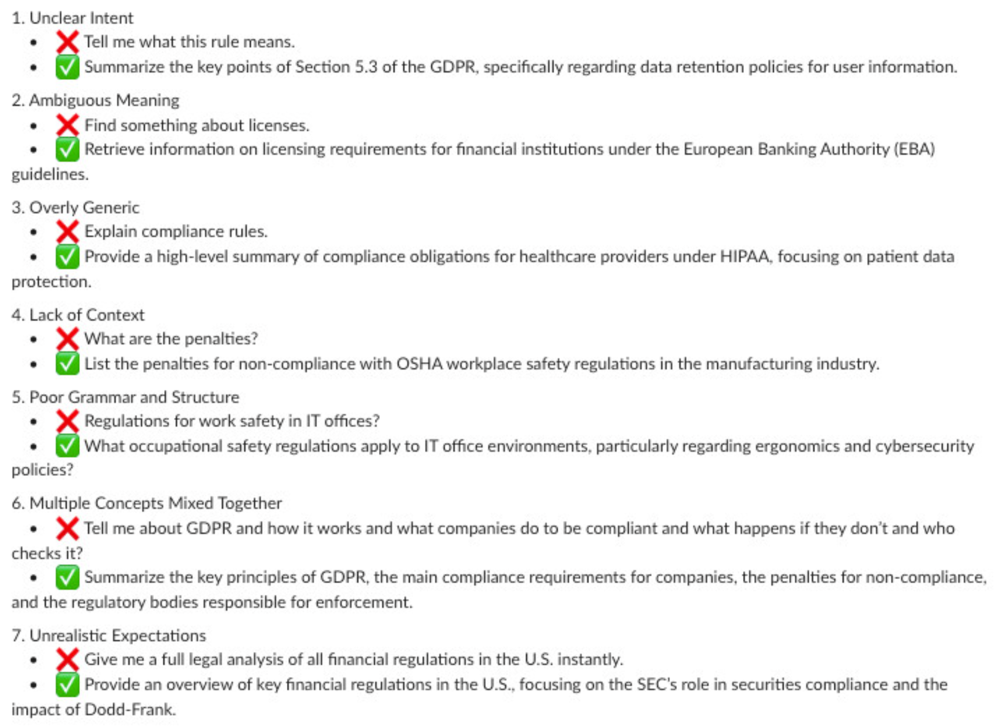 1. Unclear Intent
• ❌ Tell me what this rule means.
• ✅ Summarize the key points of Section 5.3 of the GDPR, specifically regarding data retention policies for user information.
2. Ambiguous Meaning
• ❌ Find something about licenses.
• ✅ Retrieve information on licensing requirements for financial institutions under the European Banking Authority (EBA)
guidelines.
3. Overly Generic
• ❌ Explain compliance rules.
• ✅ Provide a high-level summary of compliance obligations for healthcare providers under HIPAA, focusing on patient data
protection.
4. Lack of Context
• ❌ What are the penalties?
• ✅ List the penalties for non-compliance with OSHA workplace safety regulations in the manufacturing industry.
5. Poor Grammar and Structure
• ❌ Regulations for work safety in IT offices?
• ✅ What occupational safety regulations apply to IT office environments, particularly regarding ergonomics and cybersecurity
policies?
6. Multiple Concepts Mixed Together
• ❌ Tell me about GDPR and how it works and what companies do to be compliant and what happens if they don’t and who
checks it?
• ✅ Summarize the key principles of GDPR, the main compliance requirements for companies, the penalties for non-compliance,
and the regulatory bodies responsible for enforcement.
7. Unrealistic Expectations
• ❌ Give me a full legal analysis of all financial regulations in the U.S. instantly.
• ✅ Provide an overview of key financial regulations in the U.S., focusing on the SEC’s role in securities compliance and the
impact of Dodd-Frank.